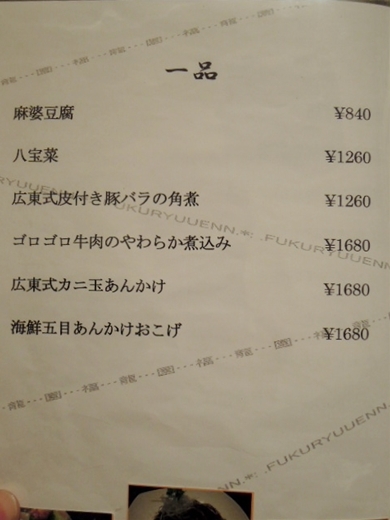 一品
麻婆豆腐 ¥840
八宝菜 ¥1260
広東式皮付き豚バラの角煮 ¥1260
ゴロゴロ牛肉のやわらか煮込み ¥1680
広東式カニ玉あんかけ ¥1680
海鮮五目あんかけおこげ ¥1680
FUKURYUUENN.*:
.FUKURYUUENN.
.FUKURYUUENN.